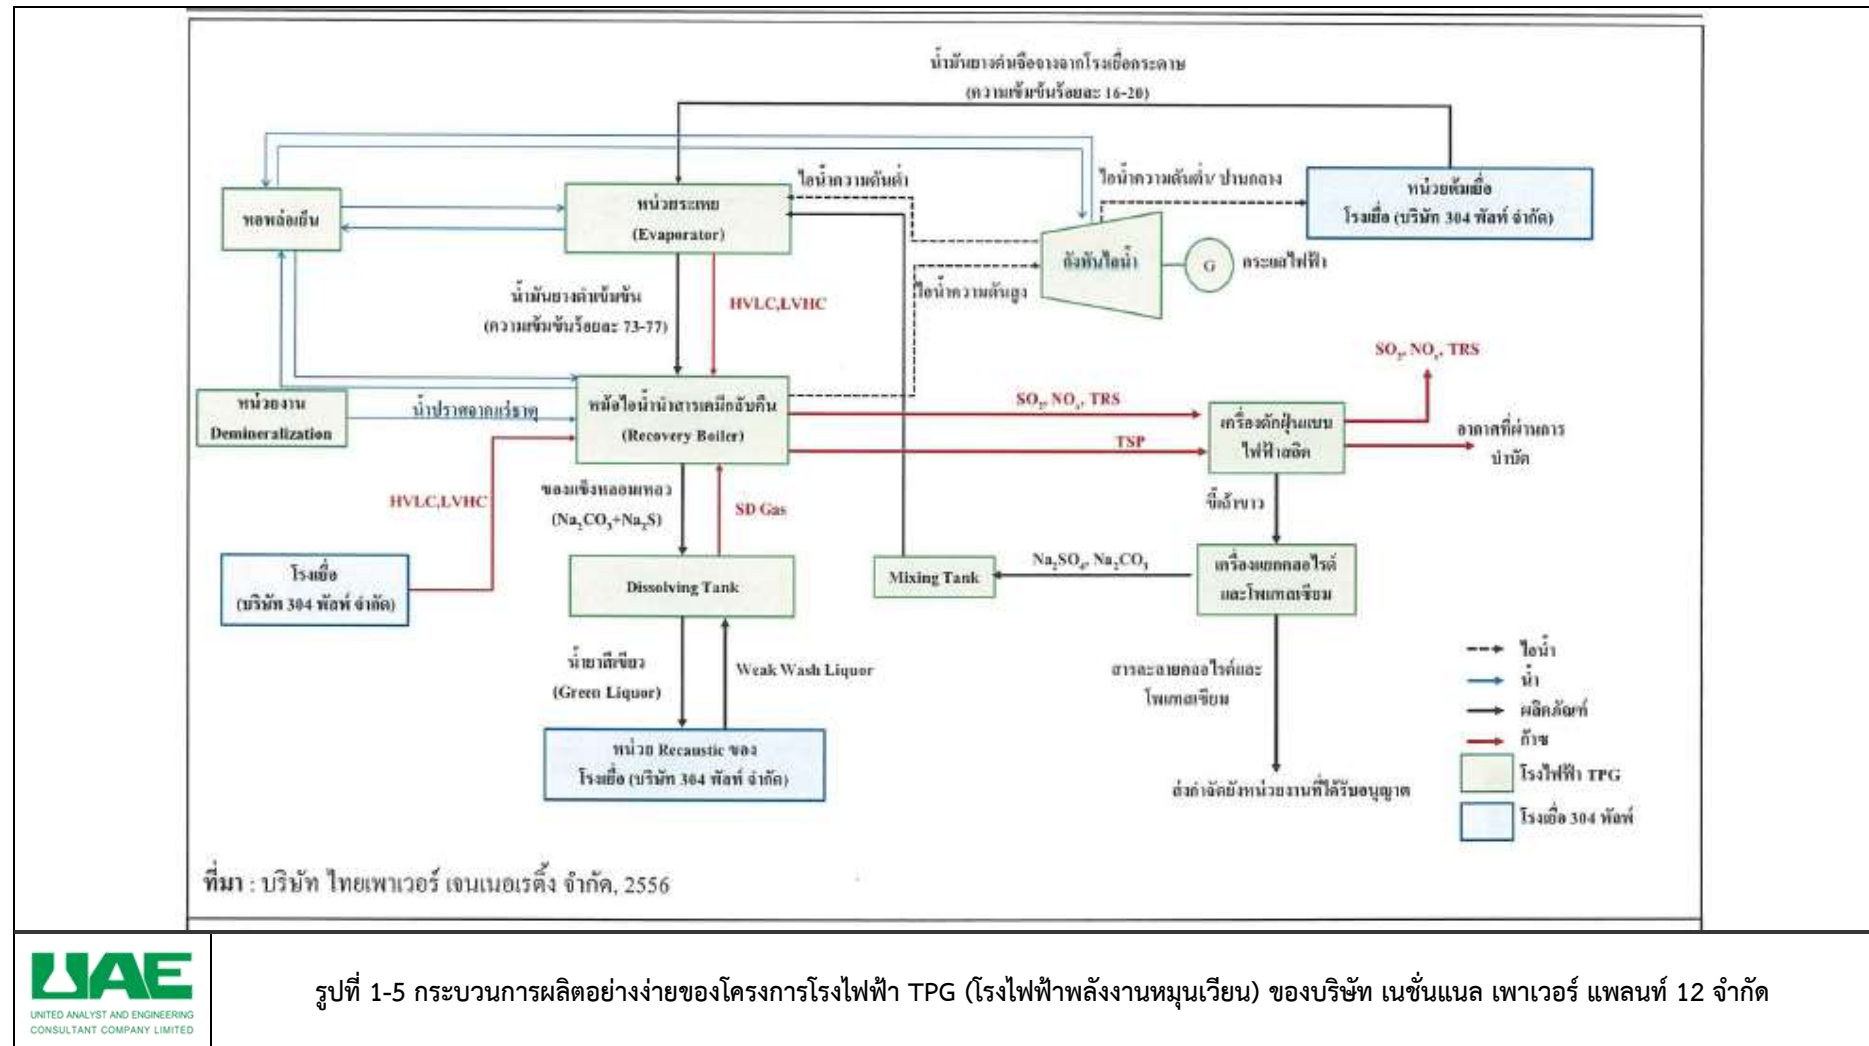 น้ำมันยางดำเจือจางจากโรงเยื่อกระดาษ
(ความเข้มข้นร้อยละ 16-20)
ไอน้ำความดันต่ำ
ไอน้ำความดันต่ำ/ ปานกลาง
หอหล่อเย็น
หน่วยระเหย
(Evaporator)
หน่วยต้มเยื่อ
โรงเยื่อ (บริษัท 304 พัลพ์ จำกัด)
กังหันไอน้ำ
G
กระแสไฟฟ้า
น้ำมันยางดำเข้มข้น
(ความเข้มข้นร้อยละ 73-77)
HVLC,LVHC
ไอน้ำความดันสูง
SO₂, NOₓ, TRS
หน่วยงาน
Demineralization
น้ำปราศจากแร่ธาตุ
หม้อไอน้ำนำสารเคมีกลับคืน
(Recovery Boiler)
SO₂, NOₓ, TRS
TSP
เครื่องดักฝุ่นแบบ
ไฟฟ้าสถิต
อากาศที่ผ่านการ
บำบัด
HVLC,LVHC
ของแข็งหลอมเหลว
(Na₂CO₃+Na₂S)
SD Gas
ขี้เถ้าขาว
โรงเยื่อ
(บริษัท 304 พัลพ์ จำกัด)
Dissolving Tank
Mixing Tank
Na₂SO₄, Na₂CO₃
เครื่องแยกคลอไรด์
และโพแทสเซียม
น้ำยาสีเขียว
(Green Liquor)
Weak Wash Liquor
สารละลายคลอไรด์และ
โพแทสเซียม
หน่วย Recaustic ของ
โรงเยื่อ (บริษัท 304 พัลพ์ จำกัด)
ส่งกำจัดยังหน่วยงานที่ได้รับอนุญาต
ไอน้ำ
น้ำ
ผลิตภัณฑ์
ก๊าซ
โรงไฟฟ้า TPG
โรงเยื่อ 304 พัลพ์
ที่มา : บริษัท ไทยเพาเวอร์ เจนเนอเรติ้ง จำกัด, 2556
UAE
UNITED ANALYST AND ENGINEERING
CONSULTANT COMPANY LIMITED
รูปที่ 1-5 กระบวนการผลิตอย่างง่ายของโครงการโรงไฟฟ้า TPG (โรงไฟฟ้าพลังงานหมุนเวียน) ของบริษัท เนชั่นแนล เพาเวอร์ แพลนท์ 12 จำกัด